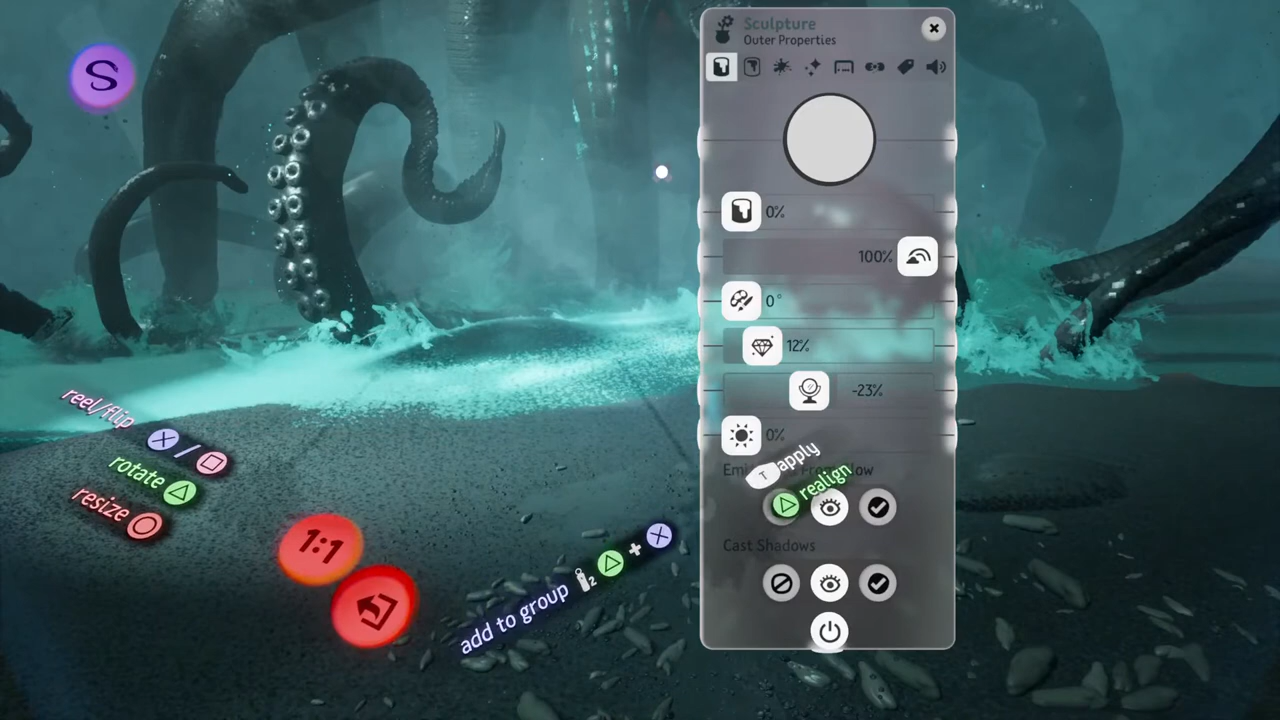 S
Sculpture
Outer Properties
0%
100%
0°
12%
-23%
0%
T apply
realign
Cast Shadows
reel/flip
/
rotate
resize
1:1
add to group 2 +